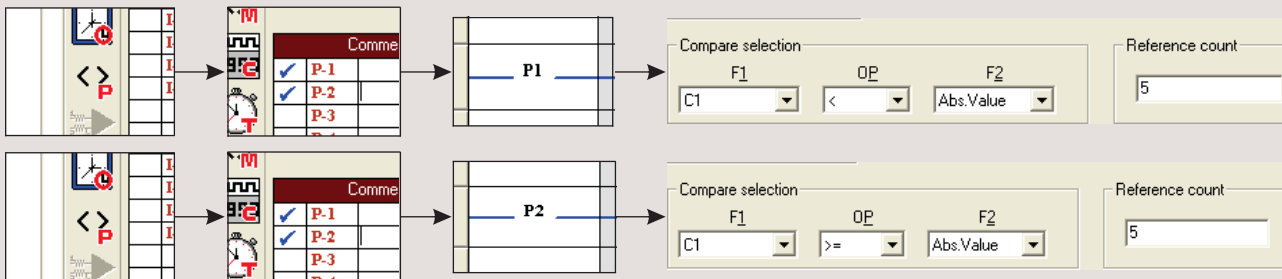 I-
I-
I-
I-
P
M
C
T
Comme
P-1
P-2
P-3
P1
Compare selection
F1 OP F2
C1 < Abs.Value
Reference count
5
I-
I-
I-
I-
P
M
C
T
Comme
P-1
P-2
P-3
P2
Compare selection
F1 OP F2
C1 >= Abs.Value
Reference count
5